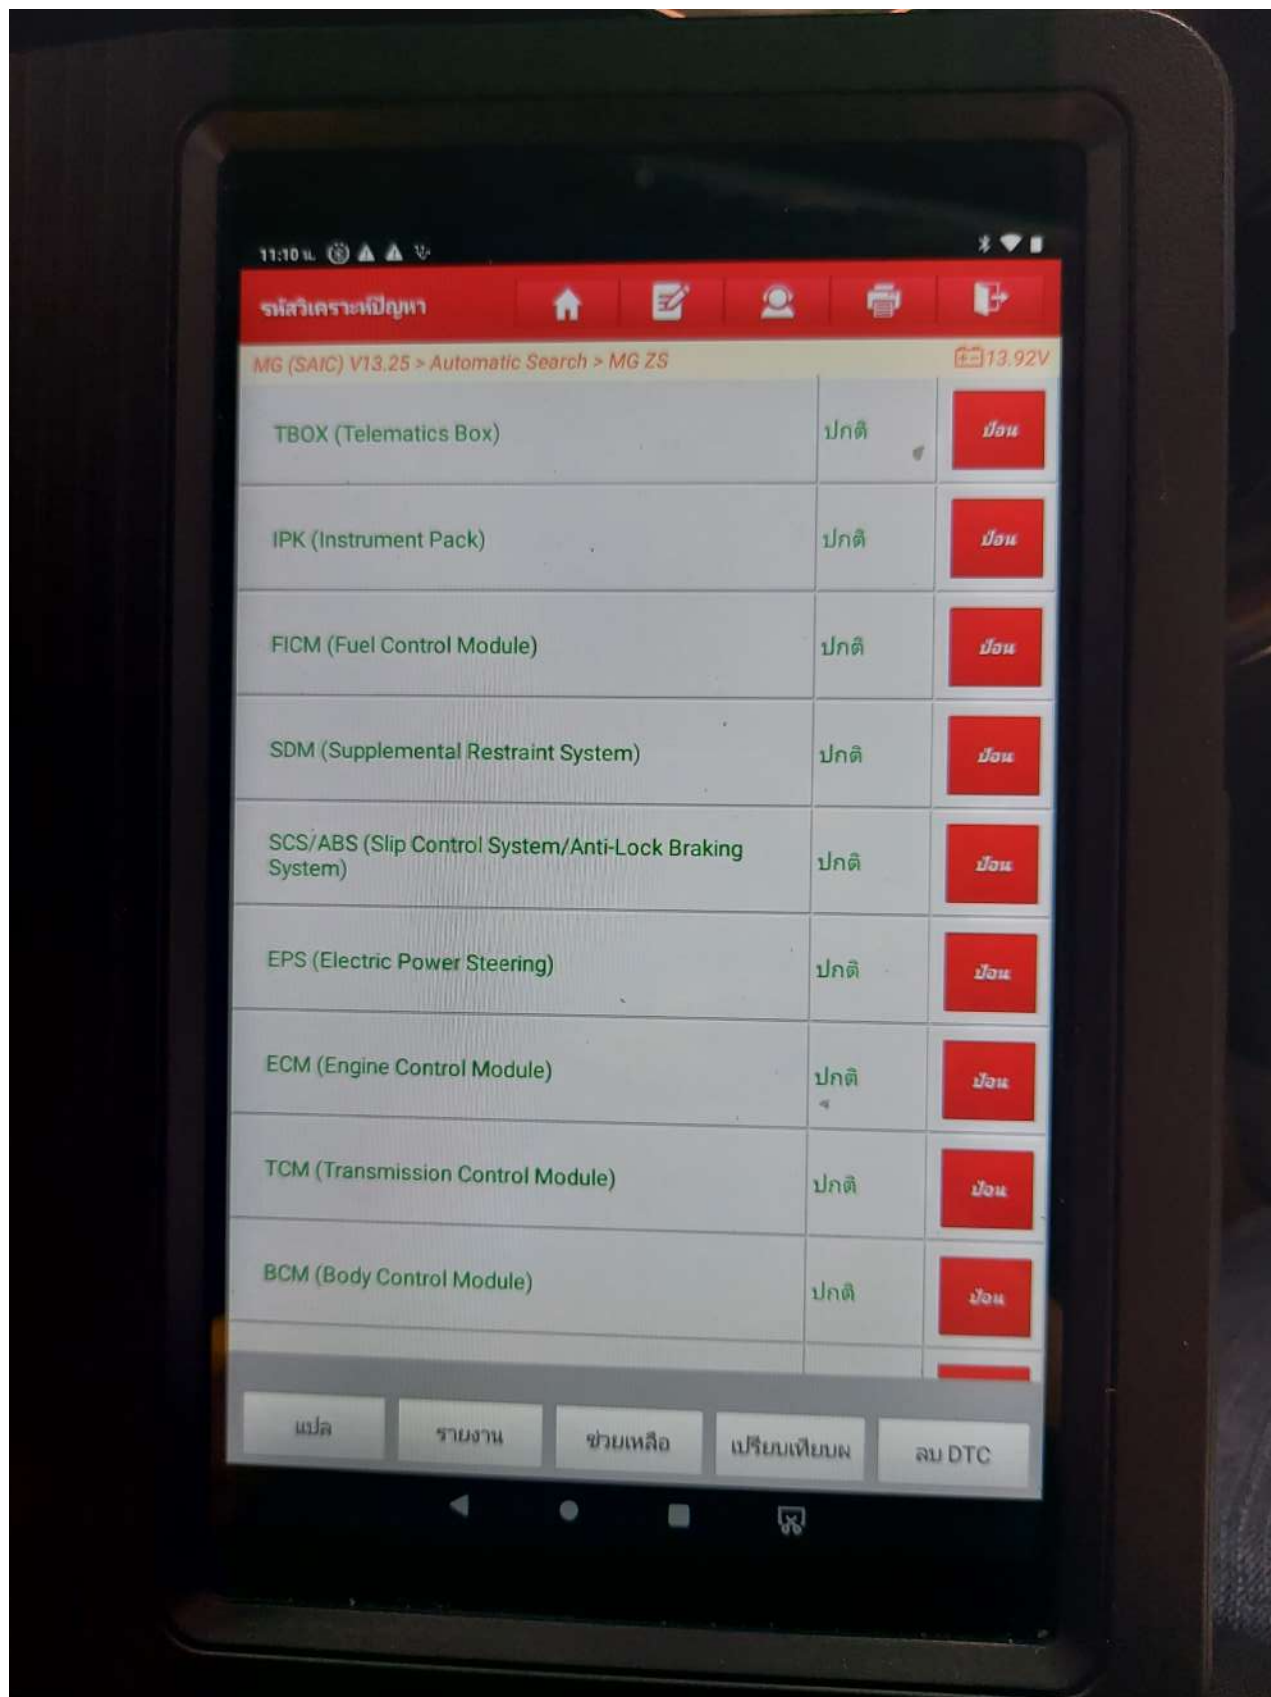 11:10 น.
รหัสวิเคราะห์ปัญหา
MG (SAIC) V13.25 > Automatic Search > MG ZS 13.92V
TBOX (Telematics Box) ปกติ ป้อน
IPK (Instrument Pack) ปกติ ป้อน
FICM (Fuel Control Module) ปกติ ป้อน
SDM (Supplemental Restraint System) ปกติ ป้อน
SCS/ABS (Slip Control System/Anti-Lock Braking
System) ปกติ ป้อน
EPS (Electric Power Steering) ปกติ ป้อน
ECM (Engine Control Module) ปกติ ป้อน
TCM (Transmission Control Module) ปกติ ป้อน
BCM (Body Control Module) ปกติ ป้อน
แปล รายงาน ช่วยเหลือ เปรียบเทียบผ ลบ DTC